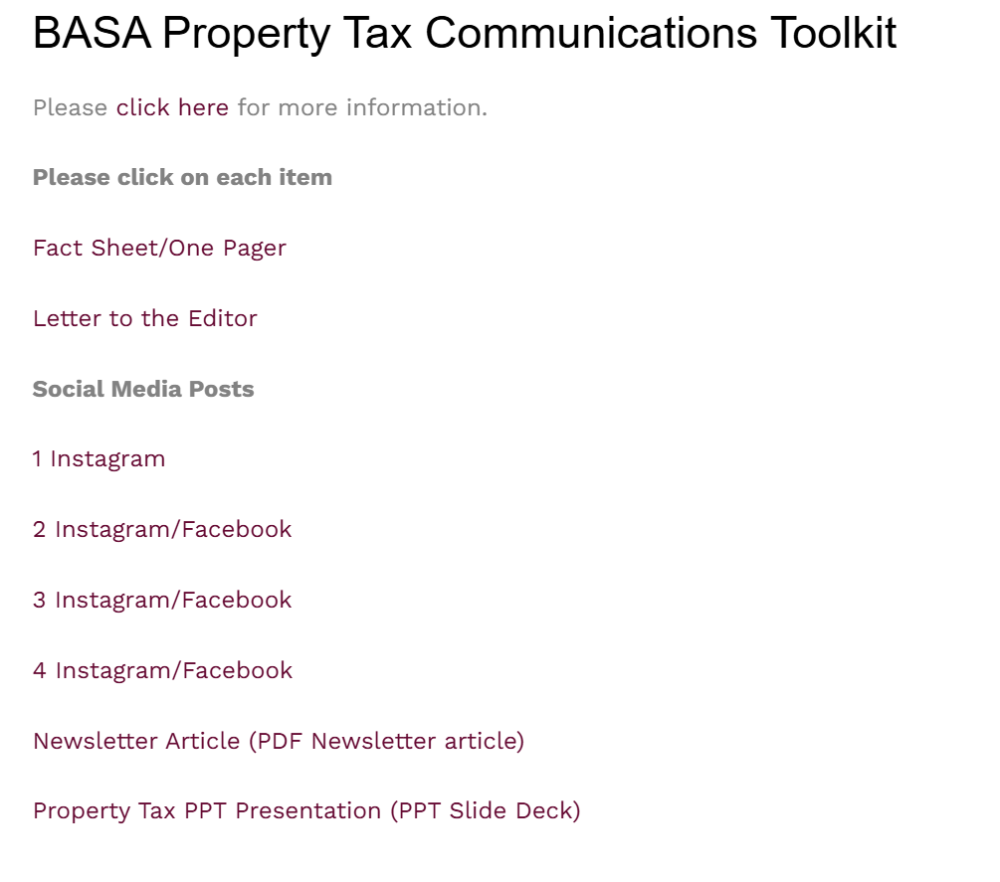 BASA Property Tax Communications Toolkit
Please click here for more information.
Please click on each item
Fact Sheet/One Pager
Letter to the Editor
Social Media Posts
1 Instagram
2 Instagram/Facebook
3 Instagram/Facebook
4 Instagram/Facebook
Newsletter Article (PDF Newsletter article)
Property Tax PPT Presentation (PPT Slide Deck)